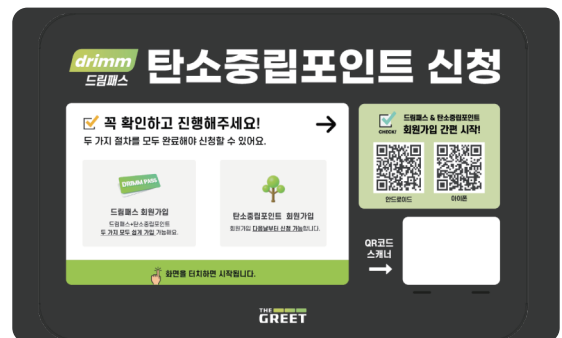 drimm
드림패스
탄소중립포인트 신청
꼭 확인하고 진행해주세요!
두 가지 절차를 모두 완료해야 신청할 수 있어요.
DRIMM PASS
드림패스 회원가입
드림패스+탄소중립포인트
두 가지 모두 쉽게 가입 가능해요.
탄소중립포인트 회원가입
회원가입 다음날부터 신청 가능합니다.
화면를 터치하면 시작됩니다.
CHECK!
드림패스 & 탄소중립포인트
회원가입 간편 시작!
안드로이드
아이폰
QR코드
스캐너
THE
GREET